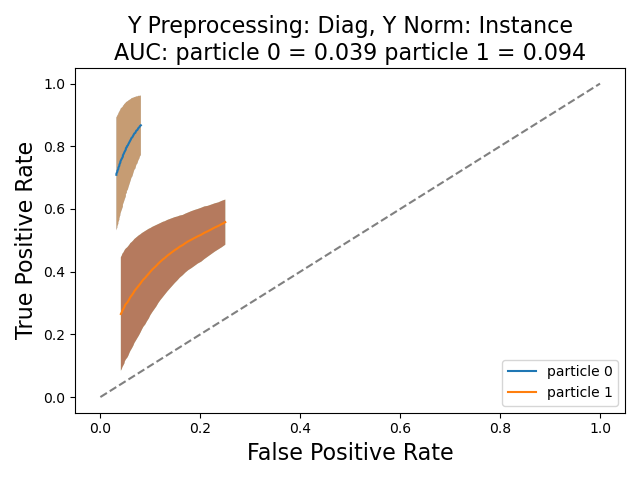 Y Preprocessing: Diag, Y Norm: Instance
AUC: particle 0 = 0.039 particle 1 = 0.094
True Positive Rate
1.0
0.8
0.6
0.4
0.2
0.0
0.0 0.2 0.4 0.6 0.8 1.0
False Positive Rate
particle 0
particle 1